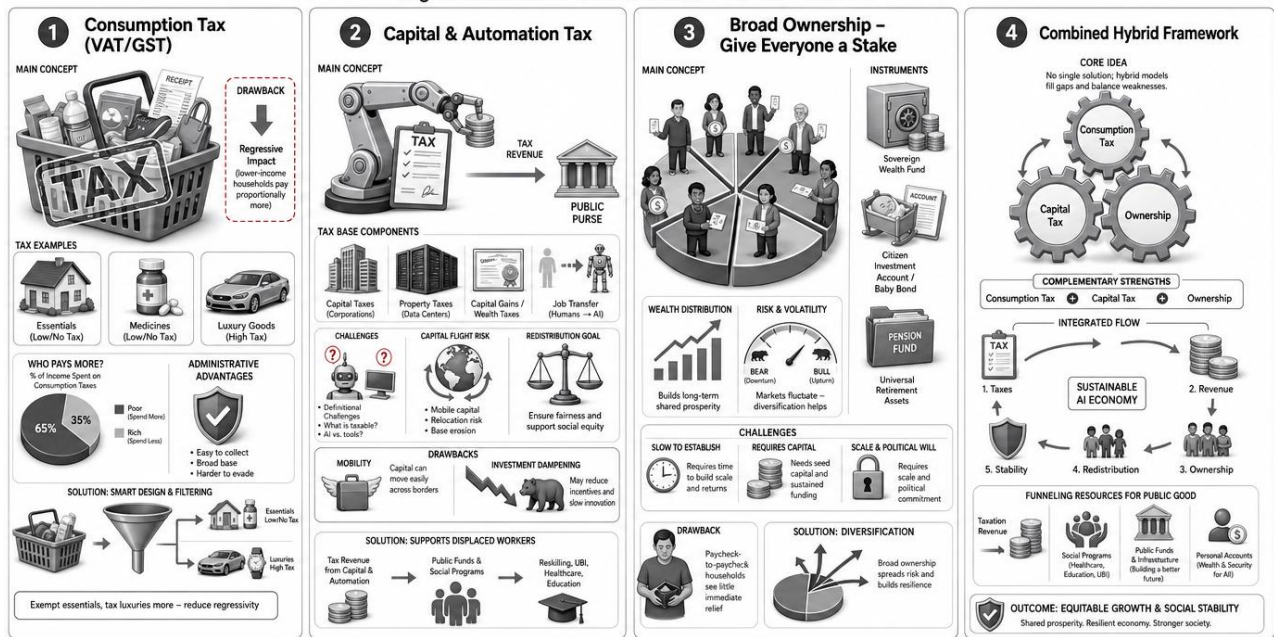 1
Consumption Tax
(VAT/GST)
MAIN CONCEPT
RECEIPT
TAX
DRAWBACK
Regressive
Impact
(lower-income
households pay
proportionally
more)
TAX EXAMPLES
Essentials
(Low/No Tax)
Medicines
(Low/No Tax)
Luxury Goods
(High Tax)
WHO PAYS MORE?
% of Income Spent on
Consumption Taxes
65%
35%
Poor
(Spend More)
Rich
(Spend Less)
ADMINISTRATIVE
ADVANTAGES
• Easy to collect
• Broad base
• Harder to evade
SOLUTION: SMART DESIGN & FILTERING
Essentials
Low/No Tax
Luxuries
High Tax
Exempt essentials, tax luxuries more – reduce regressivity
2
Capital & Automation Tax
MAIN CONCEPT
TAX
TAX
REVENUE
PUBLIC
PURSE
TAX BASE COMPONENTS
Capital Taxes
(Corporations)
Property Taxes
(Data Centers)
Capital Gains /
Wealth Taxes
Job Transfer
(Humans → AI)
CHALLENGES
? ?
• Definitional
Challenges
• What is taxable?
• AI vs. tools?
CAPITAL FLIGHT RISK
• Mobile capital
• Relocation risk
• Base erosion
REDISTRIBUTION GOAL
Ensure fairness and
support social equity
DRAWBACKS
MOBILITY
Capital can
move easily
across borders
INVESTMENT DAMPENING
May reduce
incentives and
slow innovation
SOLUTION: SUPPORTS DISPLACED WORKERS
Tax Revenue
from Capital &
Automation
Public Funds &
Social Programs
Reskilling, UBI,
Healthcare,
Education
3
Broad Ownership –
Give Everyone a Stake
MAIN CONCEPT
$
$
$
INSTRUMENTS
Sovereign
Wealth Fund
ACCOUNT
Citizen
Investment
Account /
Baby Bond
PENSION
FUND
Universal
Retirement
Assets
WEALTH DISTRIBUTION
Builds long-term
shared prosperity
RISK & VOLATILITY
BEAR
(Downturn)
BULL
(Upturn)
Markets fluctuate –
diversification helps
CHALLENGES
SLOW TO ESTABLISH
Requires time
to build scale
and returns
REQUIRES CAPITAL
Needs seed
capital and
sustained
funding
SCALE & POLITICAL WILL
Requires
scale and
political
commitment
DRAWBACK
Paycheck-
to-paycheck
households
see little
immediate
relief
SOLUTION: DIVERSIFICATION
Broad ownership
spreads risk and
builds resilience
4
Combined Hybrid Framework
CORE IDEA
No single solution; hybrid models
fill gaps and balance weaknesses.
Consumption
Tax
Capital
Tax
Ownership
COMPLEMENTARY STRENGTHS
Consumption Tax + Capital Tax + Ownership
INTEGRATED FLOW
TAX
1. Taxes
2. Revenue
SUSTAINABLE
AI ECONOMY
5. Stability
4. Redistribution
3. Ownership
FUNNELING RESOURCES FOR PUBLIC GOOD
Taxation
Revenue
Social Programs
(Healthcare,
Education, UBI)
Public Funds
& Infrastructure
(Building a better
future)
$
Personal Accounts
(Wealth & Security
for All)
OUTCOME: EQUITABLE GROWTH & SOCIAL STABILITY
Shared prosperity. Resilient economy. Stronger society.